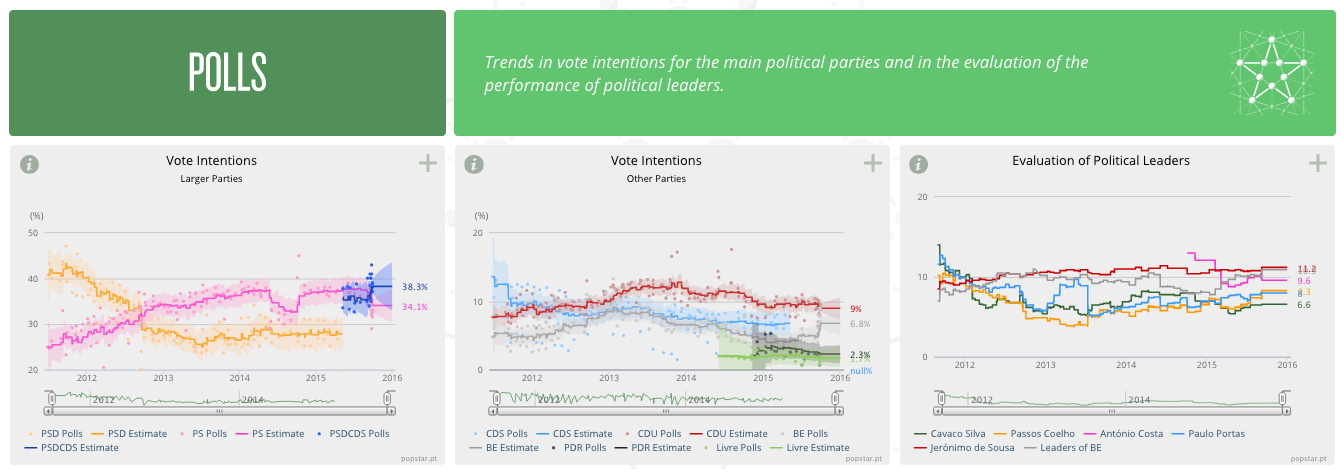 POLLS
Trends in vote intentions for the main political parties and in the evaluation of the
performance of political leaders.
Vote Intentions
Larger Parties
(%)
50
40
30
20
38.3%
34.1%
2012 2013 2014 2015 2016
2012 2014
PSD Polls PSD Estimate PS Polls PS Estimate PSDCDS Polls
PSDCDS Estimate
popstar.pt
Vote Intentions
Other Parties
(%)
20
10
0
9%
6.8%
2.3%
null%
2012 2013 2014 2015 2016
2012 2014
CDS Polls CDS Estimate CDU Polls CDU Estimate BE Polls
BE Estimate PDR Polls PDR Estimate Livre Polls Livre Estimate
popstar.pt
Evaluation of Political Leaders
20
10
0
11.2
9.6
8.3
6.6
2012 2013 2014 2015 2016
2012 2014
Cavaco Silva Passos Coelho António Costa Paulo Portas
Jerónimo de Sousa Leaders of BE
popstar.pt